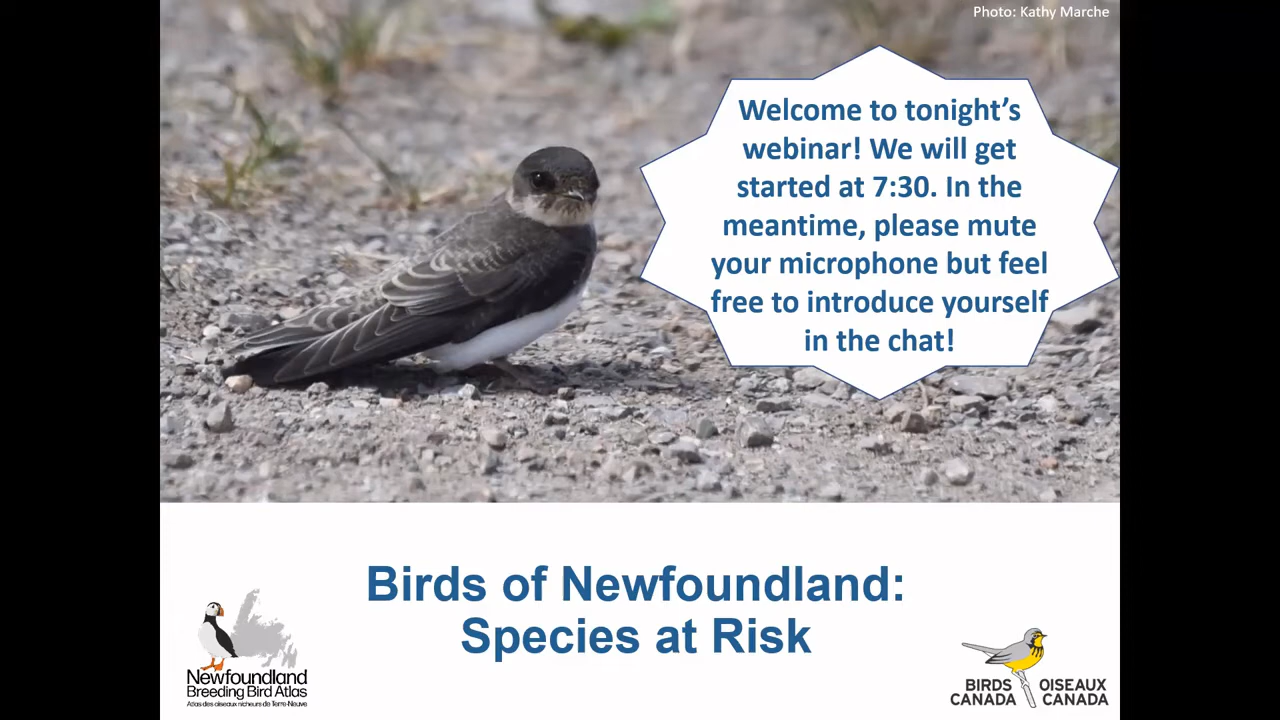 Photo: Kathy Marche
Welcome to tonight’s
webinar! We will get
started at 7:30. In the
meantime, please mute
your microphone but feel
free to introduce yourself
in the chat!
Birds of Newfoundland:
Species at Risk
Newfoundland
Breeding Bird Atlas
Atlas des oiseaux nicheurs de Terre-Neuve
BIRDS OISEAUX
CANADA CANADA